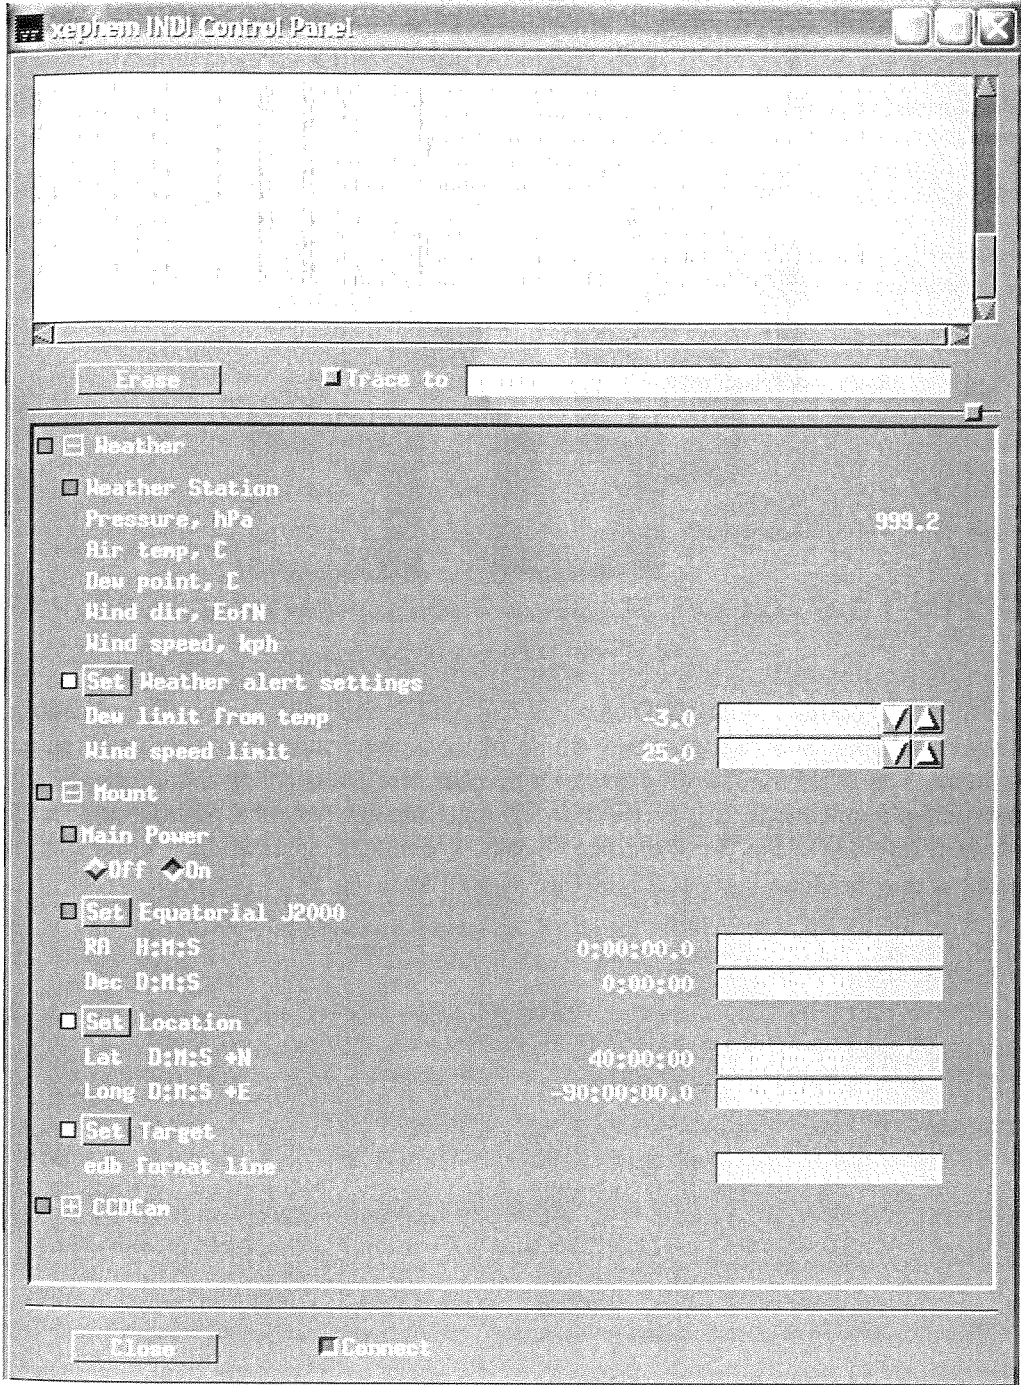 xephem INDI Control Panel
Erase Trace to
Weather
Weather Station
Pressure, hPa 999.2
Air temp, C
Dew point, C
Wind dir, EofN
Wind speed, kph
Set Weather alert settings
Dew limit from temp -3.0
Wind speed limit 25.0
Mount
Main Power
Off On
Set Equatorial J2000
RA H:M:S 0:00:00.0
Dec D:M:S 0:00:00
Set Location
Lat D:M:S +N 40:00:00
Long D:M:S +E -90:00:00.0
Set Target
edb format line
CCDCam
Close Connect